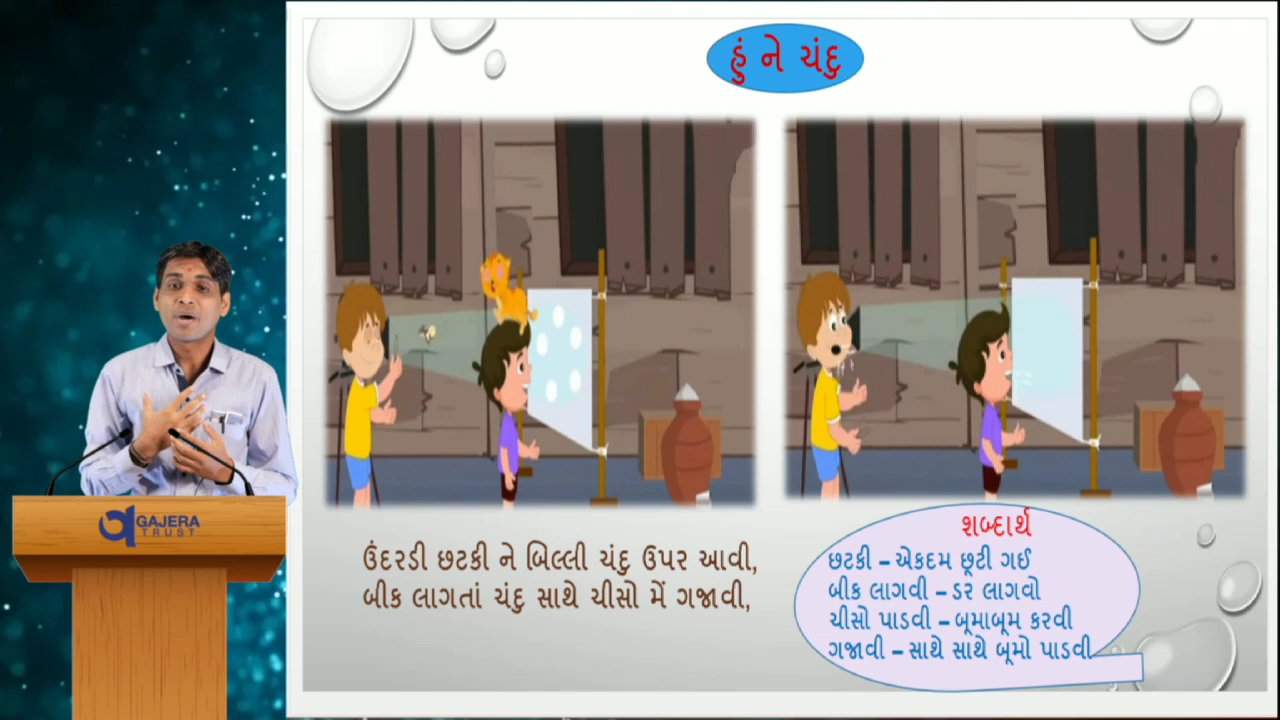 હું ને ચંદુ
ઉંદરડી છટકી ને બિલ્લી ચંદુ ઉપર આવી,
બીક લાગતાં ચંદુ સાથે ચીસો મેં ગજાવી,
શબ્દાર્થ
છટકી – એકદમ છૂટી ગઈ
બીક લાગવી – ડર લાગવો
ચીસો પાડવી – બૂમાબૂમ કરવી
ગજાવી – સાથે સાથે બૂમો પાડવી
GAJERA
TRUST